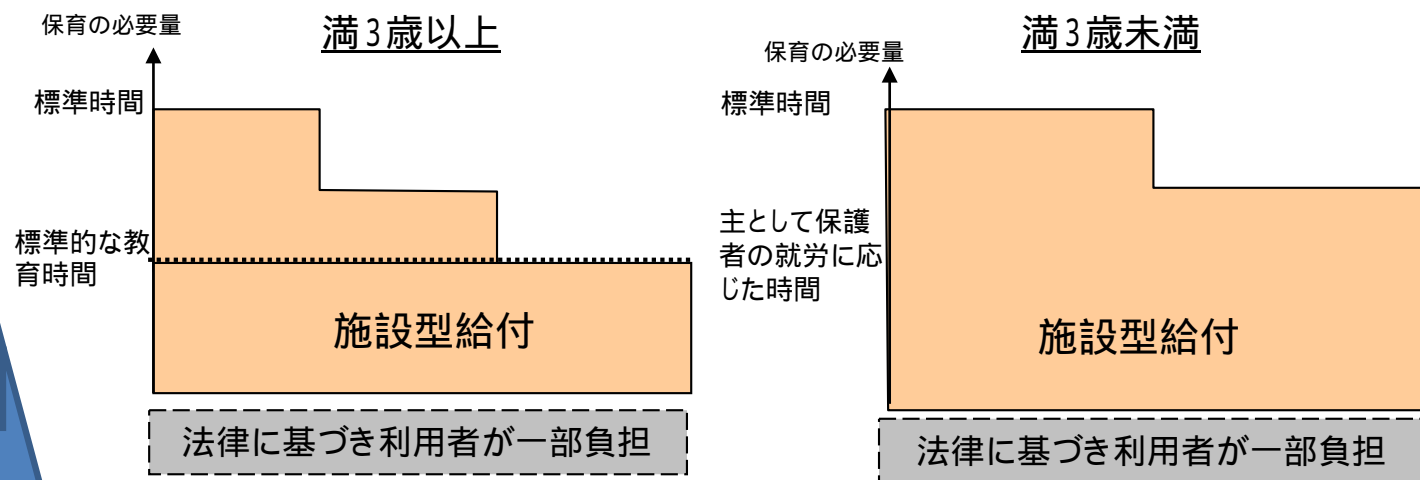 保育の必要量
満3歳以上
標準時間
標準的な教
育時間
施設型給付
法律に基づき利用者が一部負担
満3歳未満
保育の必要量
標準時間
主として保護
者の就労に応
じた時間
施設型給付
法律に基づき利用者が一部負担